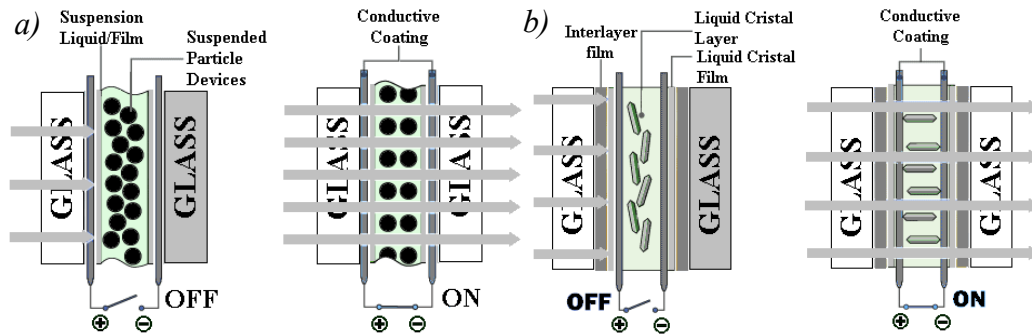 a)
Suspension
Liquid/Film
Suspended
Particle
Devices
GLASS
GLASS
OFF
+
-
Conductive
Coating
GLASS
GLASS
ON
+
-
b)
Interlayer
film
Liquid Cristal
Layer
Liquid Cristal
Film
GLASS
GLASS
OFF
+
-
Conductive
Coating
GLASS
GLASS
ON
+
-